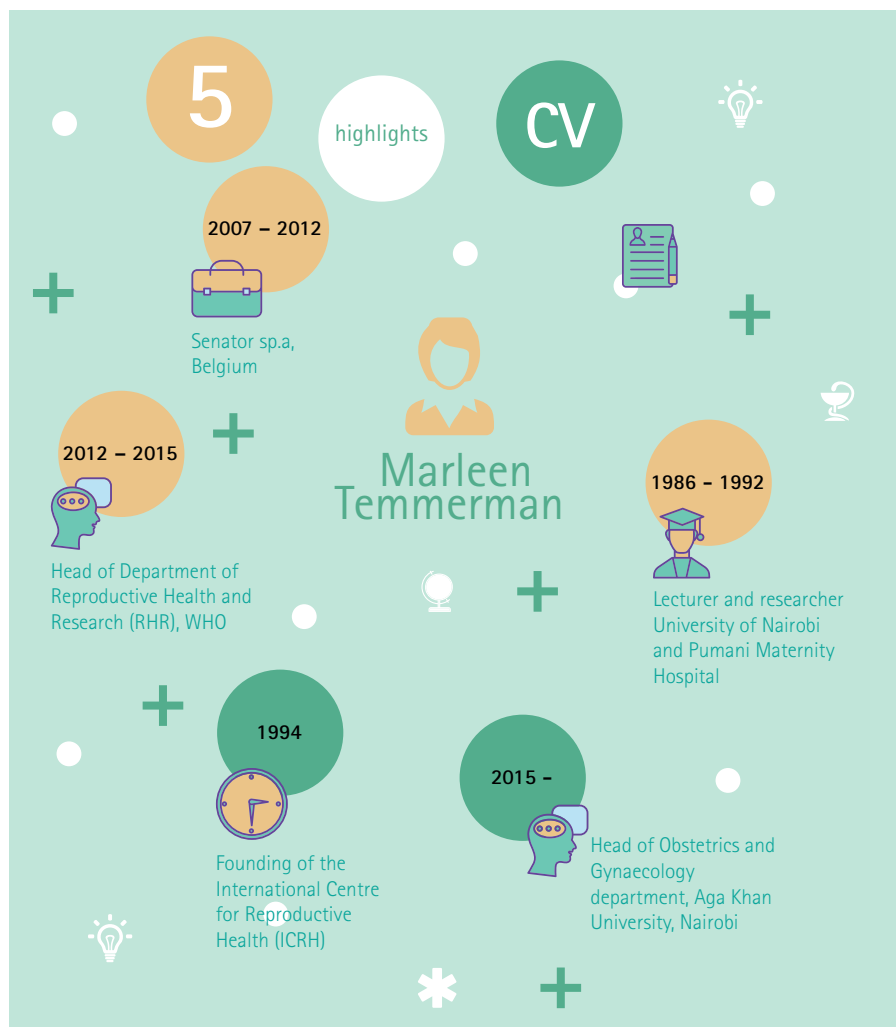 5
highlights
CV
2007 – 2012
Senator sp.a,
Belgium
Marleen
Temmerman
2012 – 2015
Head of Department of
Reproductive Health and
Research (RHR), WHO
1986 – 1992
Lecturer and researcher
University of Nairobi
and Pumani Maternity
Hospital
1994
Founding of the
International Centre
for Reproductive
Health (ICRH)
2015 –
Head of Obstetrics and
Gynaecology
department, Aga Khan
University, Nairobi